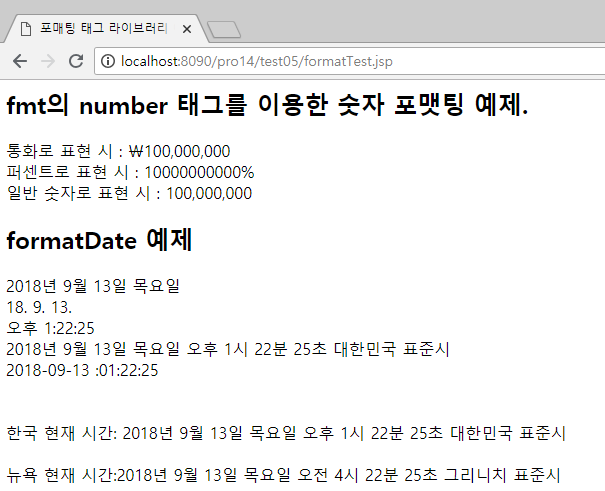 포매팅 태그 라이브러리
localhost:8090/pro14/test05/formatTest.jsp
fmt의 number 태그를 이용한 숫자 포맷팅 예제.
통화로 표현 시 : ₩100,000,000
퍼센트로 표현 시 : 10000000000%
일반 숫자로 표현 시 : 100,000,000
formatDate 예제
2018년 9월 13일 목요일
18. 9. 13.
오후 1:22:25
2018년 9월 13일 목요일 오후 1시 22분 25초 대한민국 표준시
2018-09-13 :01:22:25
한국 현재 시간: 2018년 9월 13일 목요일 오후 1시 22분 25초 대한민국 표준시
뉴욕 현재 시간:2018년 9월 13일 목요일 오전 4시 22분 25초 그리니치 표준시